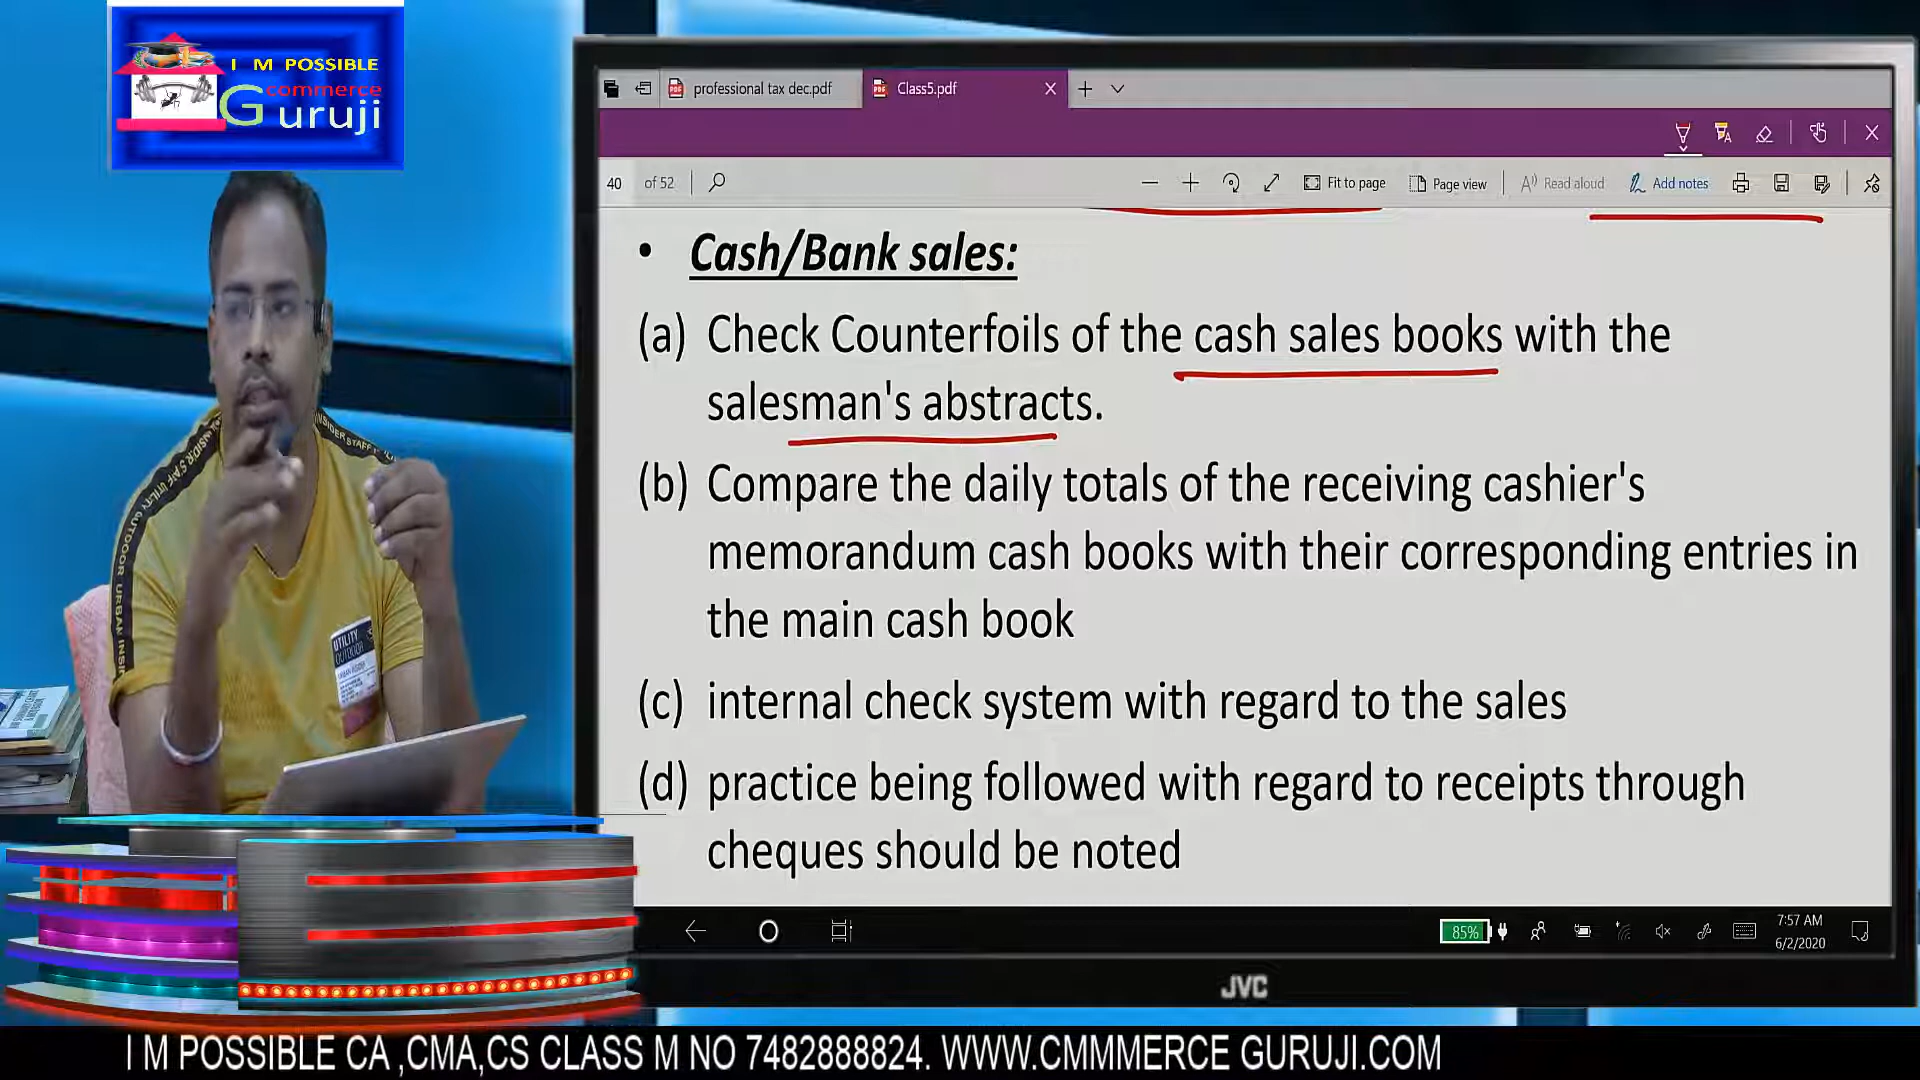 I M POSSIBLE
commerce
Guruji
professional tax dec.pdf
Class5.pdf
40 of 52
Fit to page
Page view
Read aloud
Add notes
• Cash/Bank sales:
(a) Check Counterfoils of the cash sales books with the
salesman's abstracts.
(b) Compare the daily totals of the receiving cashier's
memorandum cash books with their corresponding entries in
the main cash book
(c) internal check system with regard to the sales
(d) practice being followed with regard to receipts through
cheques should be noted
UTILITY
OUTDOOR
85%
7:57 AM
6/2/2020
JVC
I M POSSIBLE CA ,CMA,CS CLASS M NO 7482888824. WWW.CMMMERCE GURUJI.COM